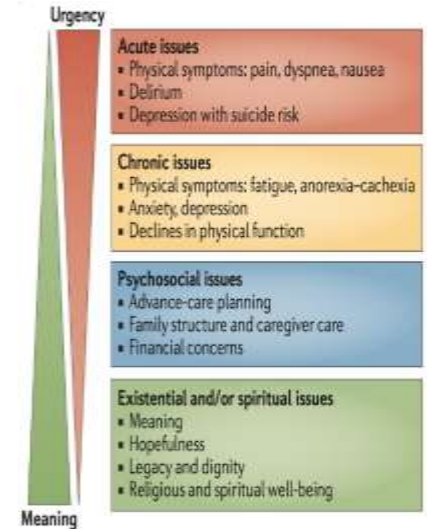 Urgency
Acute issues
▪ Physical symptoms: pain, dyspnea, nausea
▪ Delirium
▪ Depression with suicide risk
Chronic issues
▪ Physical symptoms: fatigue, anorexia–cachexia
▪ Anxiety, depression
▪ Declines in physical function
Psychosocial issues
▪ Advance-care planning
▪ Family structure and caregiver care
▪ Financial concerns
Existential and/or spiritual issues
▪ Meaning
▪ Hopefulness
▪ Legacy and dignity
▪ Religious and spiritual well-being
Meaning